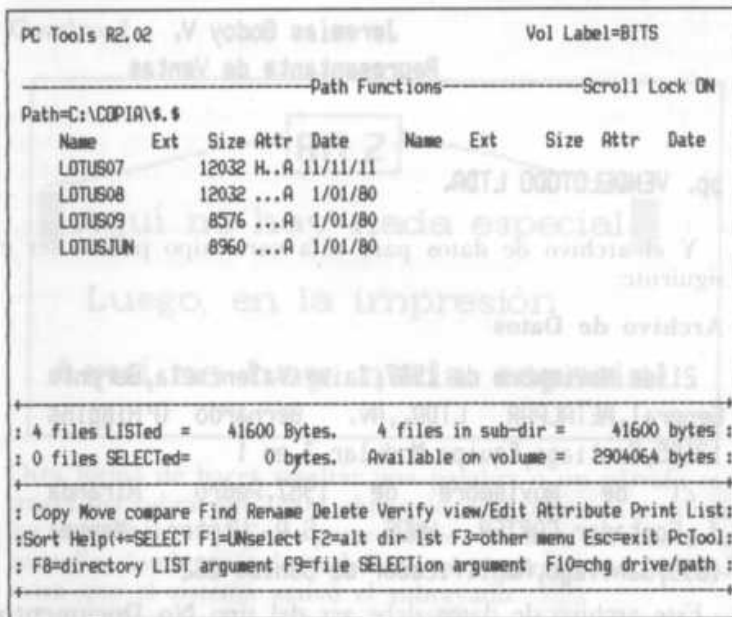 PC Tools R2.02 Vol Label=BITS
Path Functions Scroll Lock ON
Path=C:\COPIA\$.$
Name Ext Size Attr Date Name Ext Size Attr Date
LOTUS07 12032 H..A 11/11/11
LOTUS08 12032 ...A 1/01/80
LOTUS09 8576 ...A 1/01/80
LOTUSJUN 8960 ...A 1/01/80
: 4 files LISTed = 41600 Bytes. 4 files in sub-dir = 41600 bytes :
: 0 files SELECTed= 0 bytes. Available on volume = 2904064 bytes :
: Copy Move compare Find Rename Delete Verify view/Edit Attribute Print List:
:Sort Help(+=SELECT F1=UNselect F2=alt dir lst F3=other menu Esc=exit PcTool:
: F8=directory LIST argument F9=file SELECTion argument F10=chg drive/path :